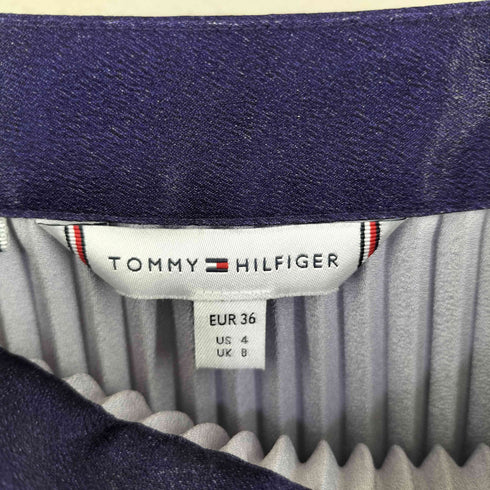 TOMMY HILFIGER
EUR 36
US 4
UK 8